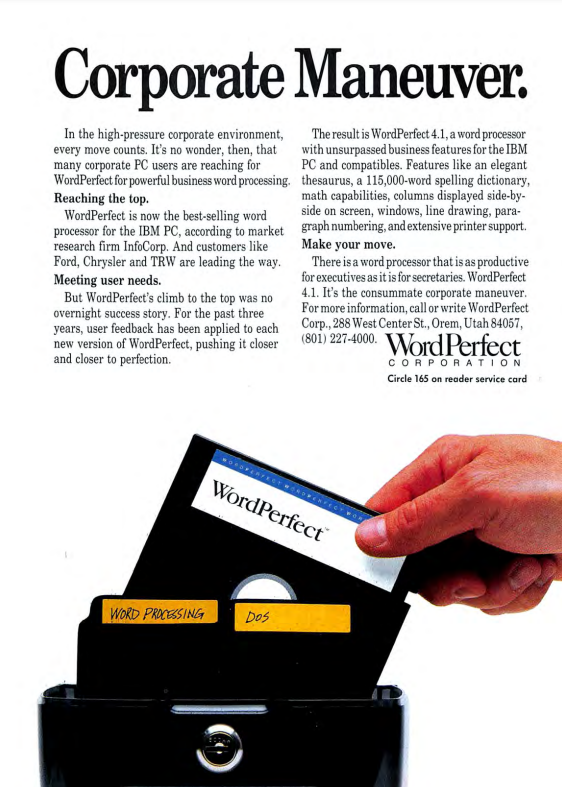 Corporate Maneuver.
In the high-pressure corporate environment,
every move counts. It's no wonder, then, that
many corporate PC users are reaching for
WordPerfect for powerful business word processing.
Reaching the top.
WordPerfect is now the best-selling word
processor for the IBM PC, according to market
research firm InfoCorp. And customers like
Ford, Chrysler and TRW are leading the way.
Meeting user needs.
But WordPerfect's climb to the top was no
overnight success story. For the past three
years, user feedback has been applied to each
new version of WordPerfect, pushing it closer
and closer to perfection.
The result is WordPerfect 4.1, a word processor
with unsurpassed business features for the IBM
PC and compatibles. Features like an elegant
thesaurus, a 115,000-word spelling dictionary,
math capabilities, columns displayed side-by-
side on screen, windows, line drawing, para-
graph numbering, and extensive printer support.
Make your move.
There is a word processor that is as productive
for executives as it is for secretaries. WordPerfect
4.1. It's the consummate corporate maneuver.
For more information, call or write WordPerfect
Corp., 288 West Center St., Orem, Utah 84057,
(801) 227-4000.
WordPerfect
CORPORATION
Circle 165 on reader service card
WORDPERFECT WORDPERFECT WOR
WordPerfect™
WORD PROCESSING
DOS